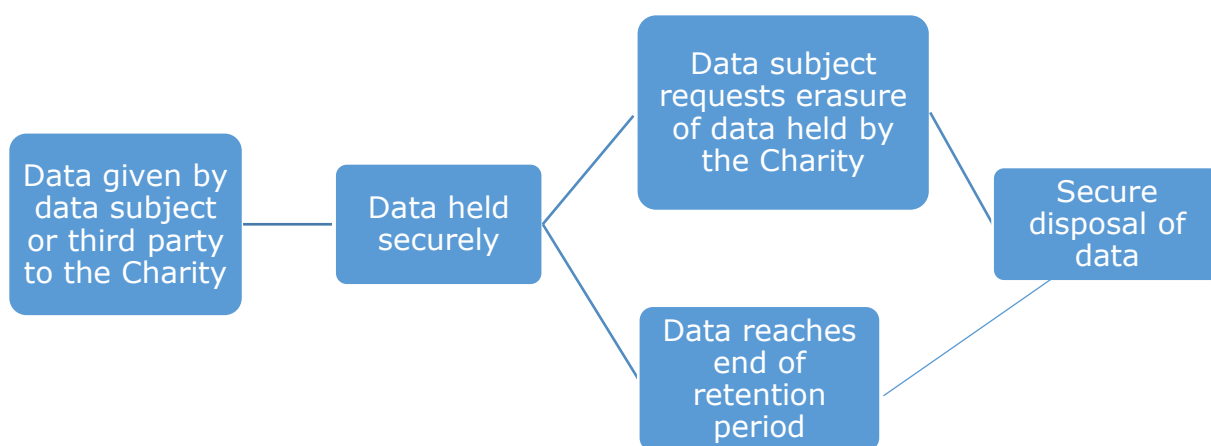 Data given by
data subject
or third party
to the Charity
Data held
securely
Data subject
requests erasure
of data held by
the Charity
Data reaches
end of
retention
period
Secure
disposal of
data